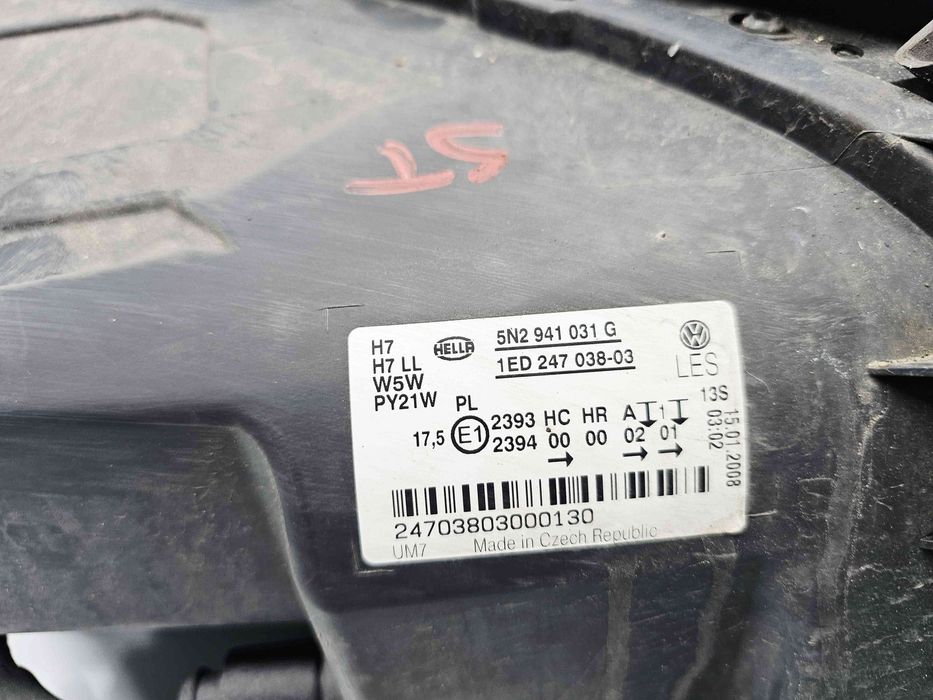 ST
H7
H7 LL
W5W
PY21W
HELLA
5N2 941 031 G
1ED 247 038-03
LES
13S
15.01.2008
03:02
PL
17,5 E1 2393 HC HR A 1
2394 00 00 02 01
24703803000130
UM7 Made in Czech Republic